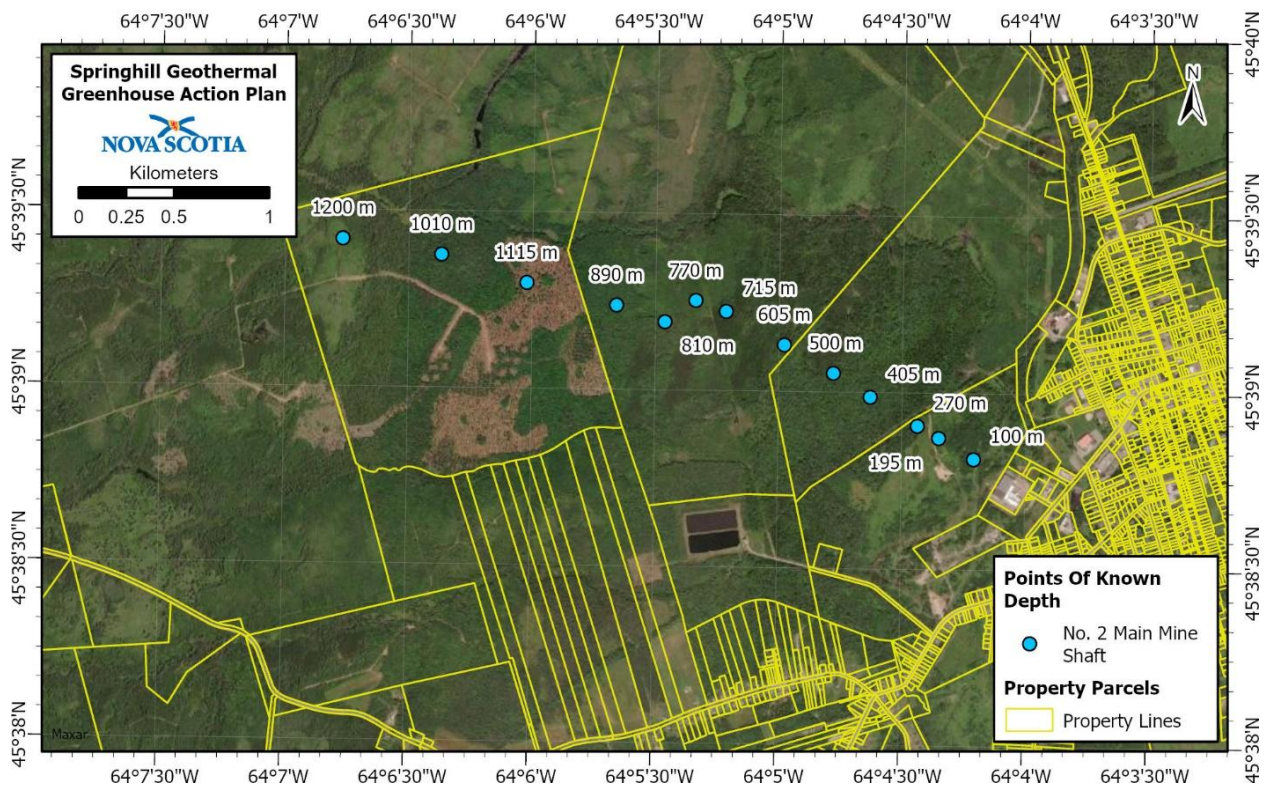 64°7'30"W 64°7'W 64°6'30"W 64°6'W 64°5'30"W 64°5'W 64°4'30"W 64°4'W 64°3'30"W
45°40'N
Springhill Geothermal
Greenhouse Action Plan
NOVA SCOTIA
Kilometers
0 0.25 0.5 1
N
45°39'30"N
45°39'30"N
1200 m
1010 m
1115 m
890 m
770 m
715 m
810 m
605 m
500 m
405 m
270 m
195 m
100 m
45°39'N
45°39'N
45°38'30"N
45°38'30"N
Points Of Known
Depth
No. 2 Main Mine
Shaft
Property Parcels
Property Lines
45°38'N
45°38'N
Maxar
64°7'30"W 64°7'W 64°6'30"W 64°6'W 64°5'30"W 64°5'W 64°4'30"W 64°4'W 64°3'30"W